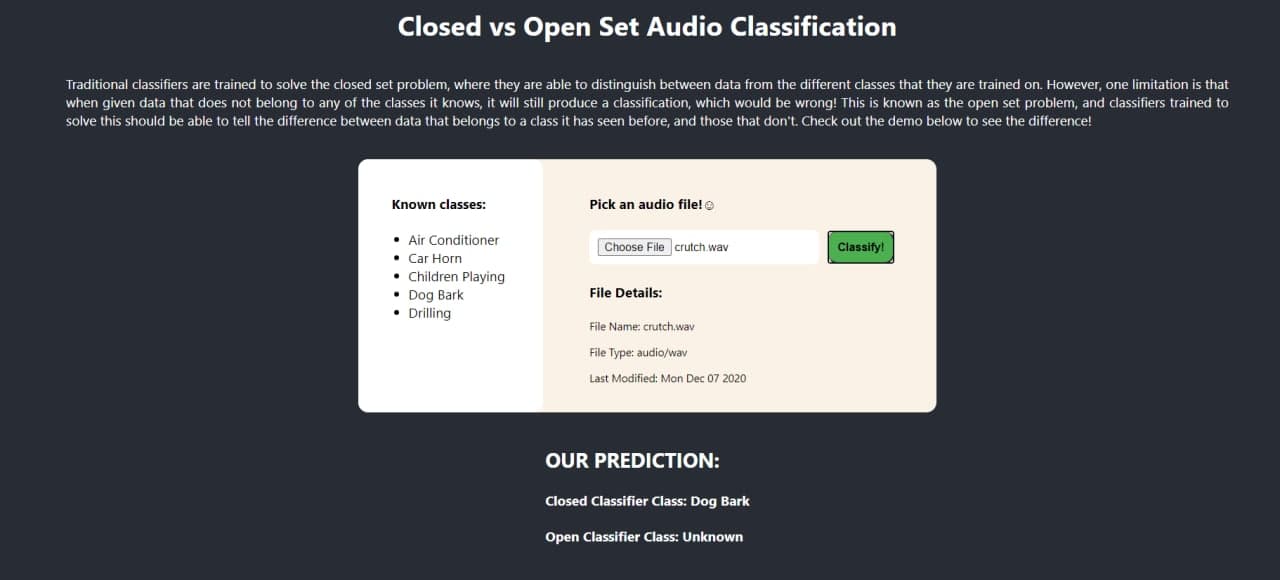 Closed vs Open Set Audio Classification
Traditional classifiers are trained to solve the closed set problem, where they are able to distinguish between data from the different classes that they are trained on. However, one limitation is that
when given data that does not belong to any of the classes it knows, it will still produce a classification, which would be wrong! This is known as the open set problem, and classifiers trained to
solve this should be able to tell the difference between data that belongs to a class it has seen before, and those that don't. Check out the demo below to see the difference!
Known classes:
Air Conditioner
Car Horn
Children Playing
Dog Bark
Drilling
Pick an audio file!☺
Choose File crutch.wav
Classify!
File Details:
File Name: crutch.wav
File Type: audio/wav
Last Modified: Mon Dec 07 2020
OUR PREDICTION:
Closed Classifier Class: Dog Bark
Open Classifier Class: Unknown